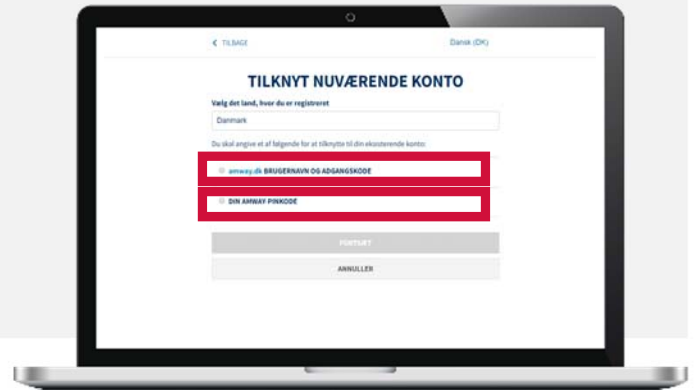 TILBAGE
Dansk (DK)
TILKNYT NUVÆRENDE KONTO
Vælg det land, hvor du er registreret
Danmark
Du skal angive et af følgende for at tilknytte til din eksisterende konto:
amway.dk BRUGERNAVN OG ADGANGSKODE
DIN AMWAY PINKODE
FORTSÆT
ANNULLER